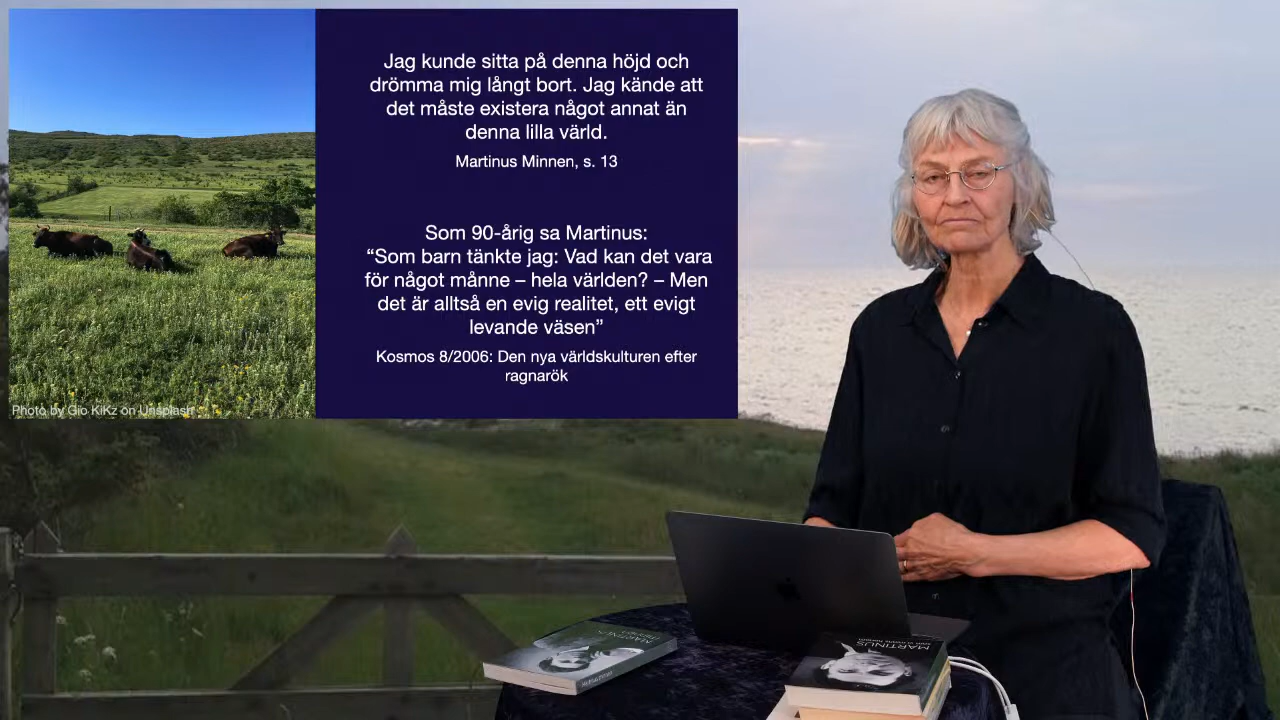 Jag kunde sitta på denna höjd och
drömma mig långt bort. Jag kände att
det måste existera något annat än
denna lilla värld.
Martinus Minnen, s. 13
Som 90-årig sa Martinus:
“Som barn tänkte jag: Vad kan det vara
för något månne – hela världen? – Men
det är alltså en evig realitet, ett evigt
levande väsen”
Kosmos 8/2006: Den nya världskulturen efter
ragnarök
Photo by Gio KiKz on Unsplash
MARTINUS
MARTINUS